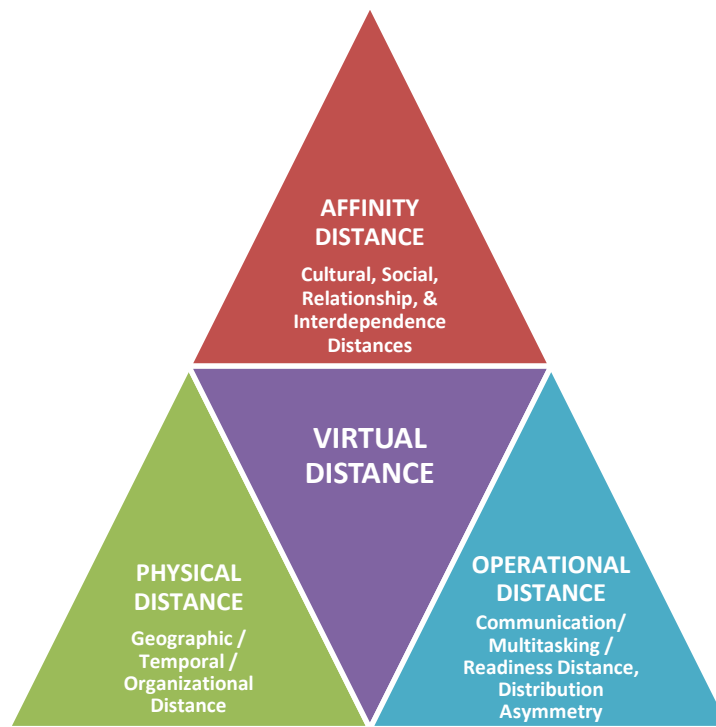 AFFINITY
DISTANCE
Cultural, Social,
Relationship, &
Interdependence
Distances
VIRTUAL
DISTANCE
PHYSICAL
DISTANCE
Geographic /
Temporal /
Organizational
Distance
OPERATIONAL
DISTANCE
Communication/
Multitasking /
Readiness Distance,
Distribution
Asymmetry